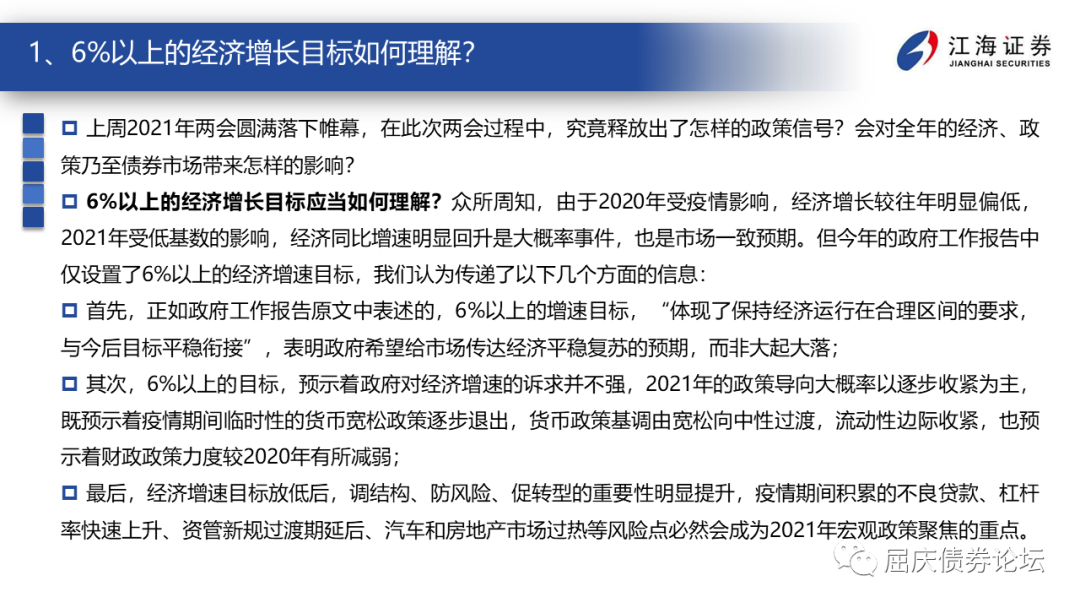 1、6%以上的经济增长目标如何理解？
江海证券
JIANGHAI SECURITIES
上周2021年两会圆满落下帷幕，在此次两会过程中，究竟释放出了怎样的政策信号？会对全年的经济、政
策乃至债券市场带来怎样的影响？
6%以上的经济增长目标应当如何理解？众所周知，由于2020年受疫情影响，经济增长较往年明显偏低，
2021年受低基数的影响，经济同比增速明显回升是大概率事件，也是市场一致预期。但今年的政府工作报告中
仅设置了6%以上的经济增速目标，我们认为传递了以下几个方面的信息：
首先，正如政府工作报告原文中表述的，6%以上的增速目标，“体现了保持经济运行在合理区间的要求，
与今后目标平稳衔接”，表明政府希望给市场传达经济平稳复苏的预期，而非大起大落；
其次，6%以上的目标，预示着政府对经济增速的诉求并不强，2021年的政策导向大概率以逐步收紧为主，
既预示着疫情期间临时性的货币宽松政策逐步退出，货币政策基调由宽松向中性过渡，流动性边际收紧，也预
示着财政政策力度较2020年有所减弱；
最后，经济增速目标放低后，调结构、防风险、促转型的重要性明显提升，疫情期间积累的不良贷款、杠杆
率快速上升、资管新规过渡期延后、汽车和房地产市场过热等风险点必然会成为2021年宏观政策聚焦的重点。
屈庆债券论坛